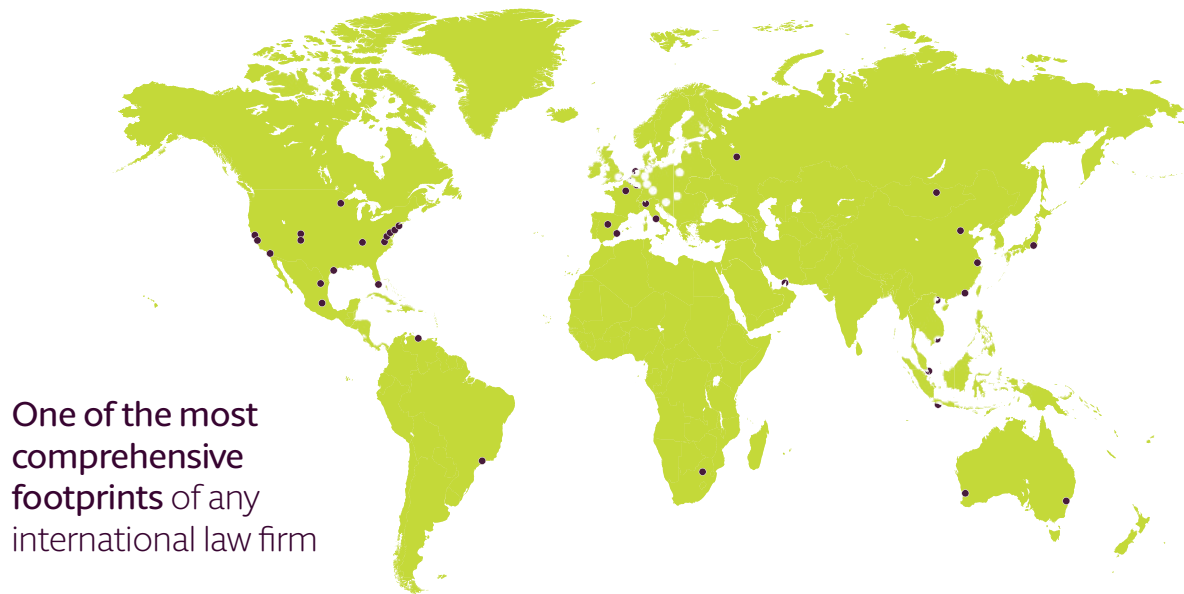 One of the most
comprehensive
footprints of any
international law firm